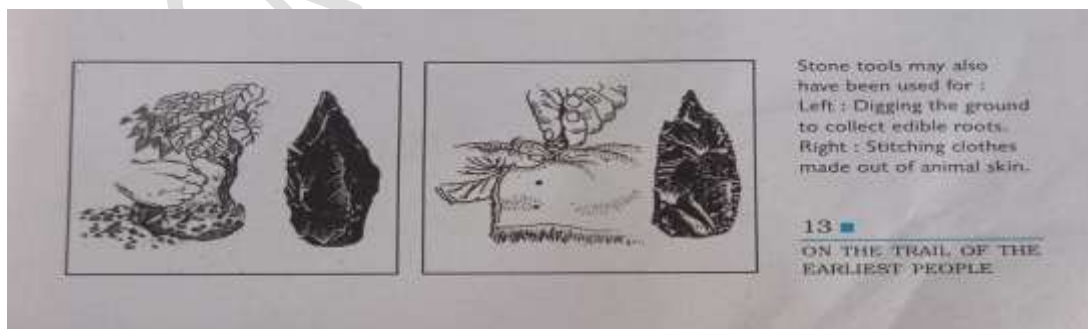 Stone tools may also
have been used for :
Left : Digging the ground
to collect edible roots.
Right : Stitching clothes
made out of animal skin.
13
ON THE TRAIL OF THE
EARLIEST PEOPLE